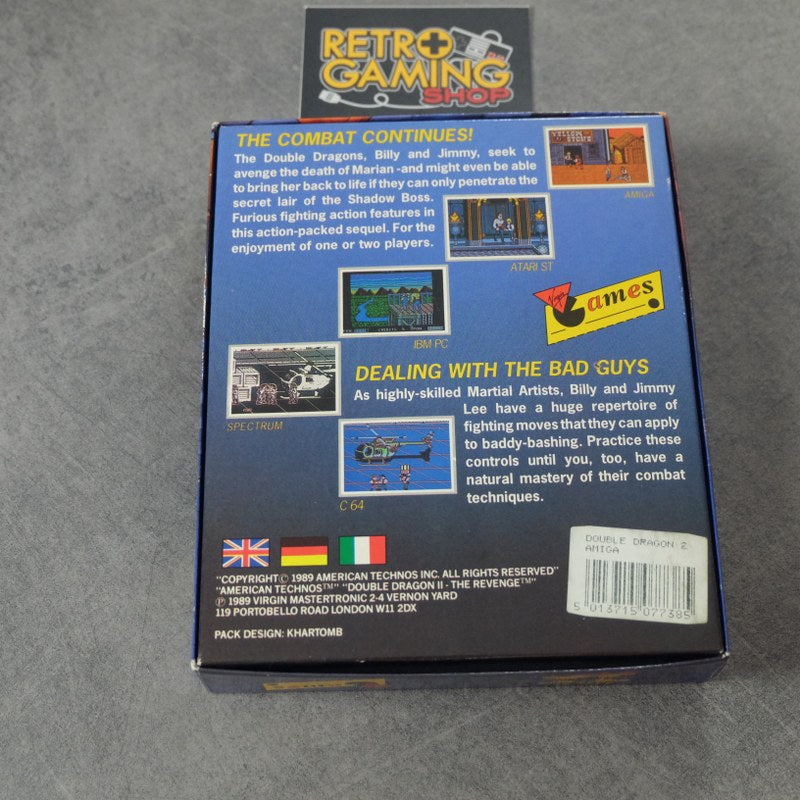 RETRO
GAMING
SHOP
THE COMBAT CONTINUES!
The Double Dragons, Billy and Jimmy, seek to
avenge the death of Marian -and might even be able
to bring her back to life if they can only penetrate the
secret lair of the Shadow Boss.
Furious fighting action features in
this action-packed sequel. For the
enjoyment of one or two players.
YELLOW
STONE
AMIGA
ATARI ST
IBM PC
Virgin
Games
SPECTRUM
C 64
DEALING WITH THE BAD GUYS
As highly-skilled Martial Artists, Billy and Jimmy
Lee have a huge repertoire of
fighting moves that they can apply
to baddy-bashing. Practice these
controls until you, too, have a
natural mastery of their combat
techniques.
"COPYRIGHT© 1989 AMERICAN TECHNOS INC. ALL RIGHTS RESERVED"
"AMERICAN TECHNOS™" "DOUBLE DRAGON II - THE REVENGE™"
℗ 1989 VIRGIN MASTERTRONIC 2-4 VERNON YARD
119 PORTOBELLO ROAD LONDON W11 2DX
PACK DESIGN: KHARTOMB
DOUBLE DRAGON 2
AMIGA
5 013715 077385